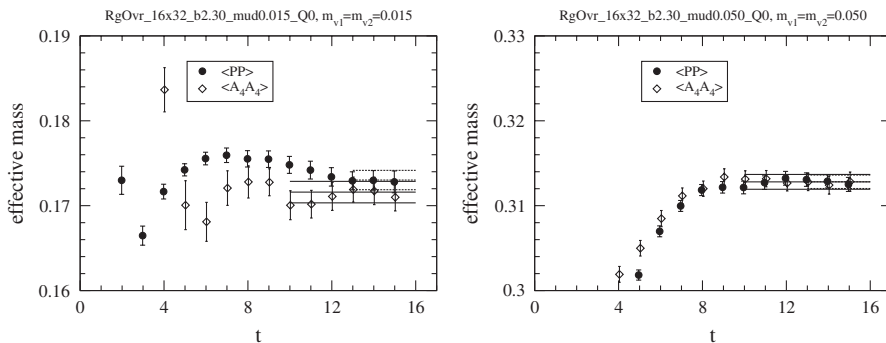 RgOvr_16x32_b2.30_mud0.015_Q0, m_v1=m_v2=0.015
0.19
0.18
0.17
0.16
effective mass
<PP>
<A_4A_4>
0 4 8 12 16
t
RgOvr_16x32_b2.30_mud0.050_Q0, m_v1=m_v2=0.050
0.33
0.32
0.31
0.3
effective mass
<PP>
<A_4A_4>
0 4 8 12 16
t